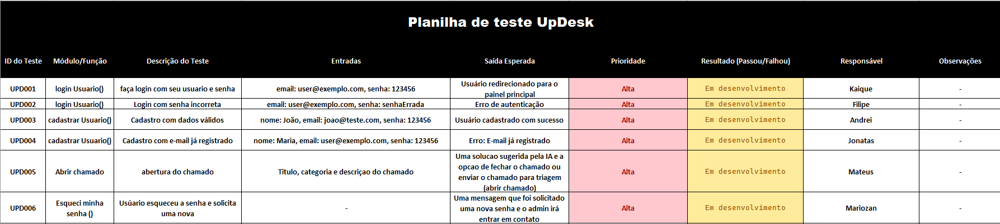 Planilha de teste UpDesk
ID do Teste Módulo/Função Descrição do Teste Entradas Saída Esperada Prioridade Resultado (Passou/Falhou) Responsável Observações
UPD001 login Usuario() faça login com seu usuario e senha email: user@exemplo.com, senha: 123456 Usuário redirecionado para o
painel principal Alta Em desenvolvimento Kaique -
UPD002 login Usuario() Login com senha incorreta email: user@exemplo.com, senha: senhaErrada Erro de autenticação Alta Em desenvolvimento Filipe -
UPD003 cadastrar Usuario() Cadastro com dados válidos nome: João, email: joao@teste.com, senha: 123456 Usuário cadastrado com sucesso Alta Em desenvolvimento Andrei -
UPD004 cadastrar Usuario() Cadastro com e-mail já registrado nome: Maria, email: user@exemplo.com, senha: 123456 Erro: E-mail já registrado Alta Em desenvolvimento Jonatas -
UPD005 Abrir chamado abertura do chamado Titulo, categoria e descriçao do chamado Uma solucao sugerida pela IA e a
opcao de fechar o chamado ou
enviar o chamado para triagem
(abrir chamado) Alta Em desenvolvimento Mateus -
UPD006 Esqueci minha
senha () Usúario esqueceu a senha e solicita
uma nova - Uma mensagem que foi solicitado
uma nova senha e o admin irá
entrar em contato Alta Em desenvolvimento Mariozan -